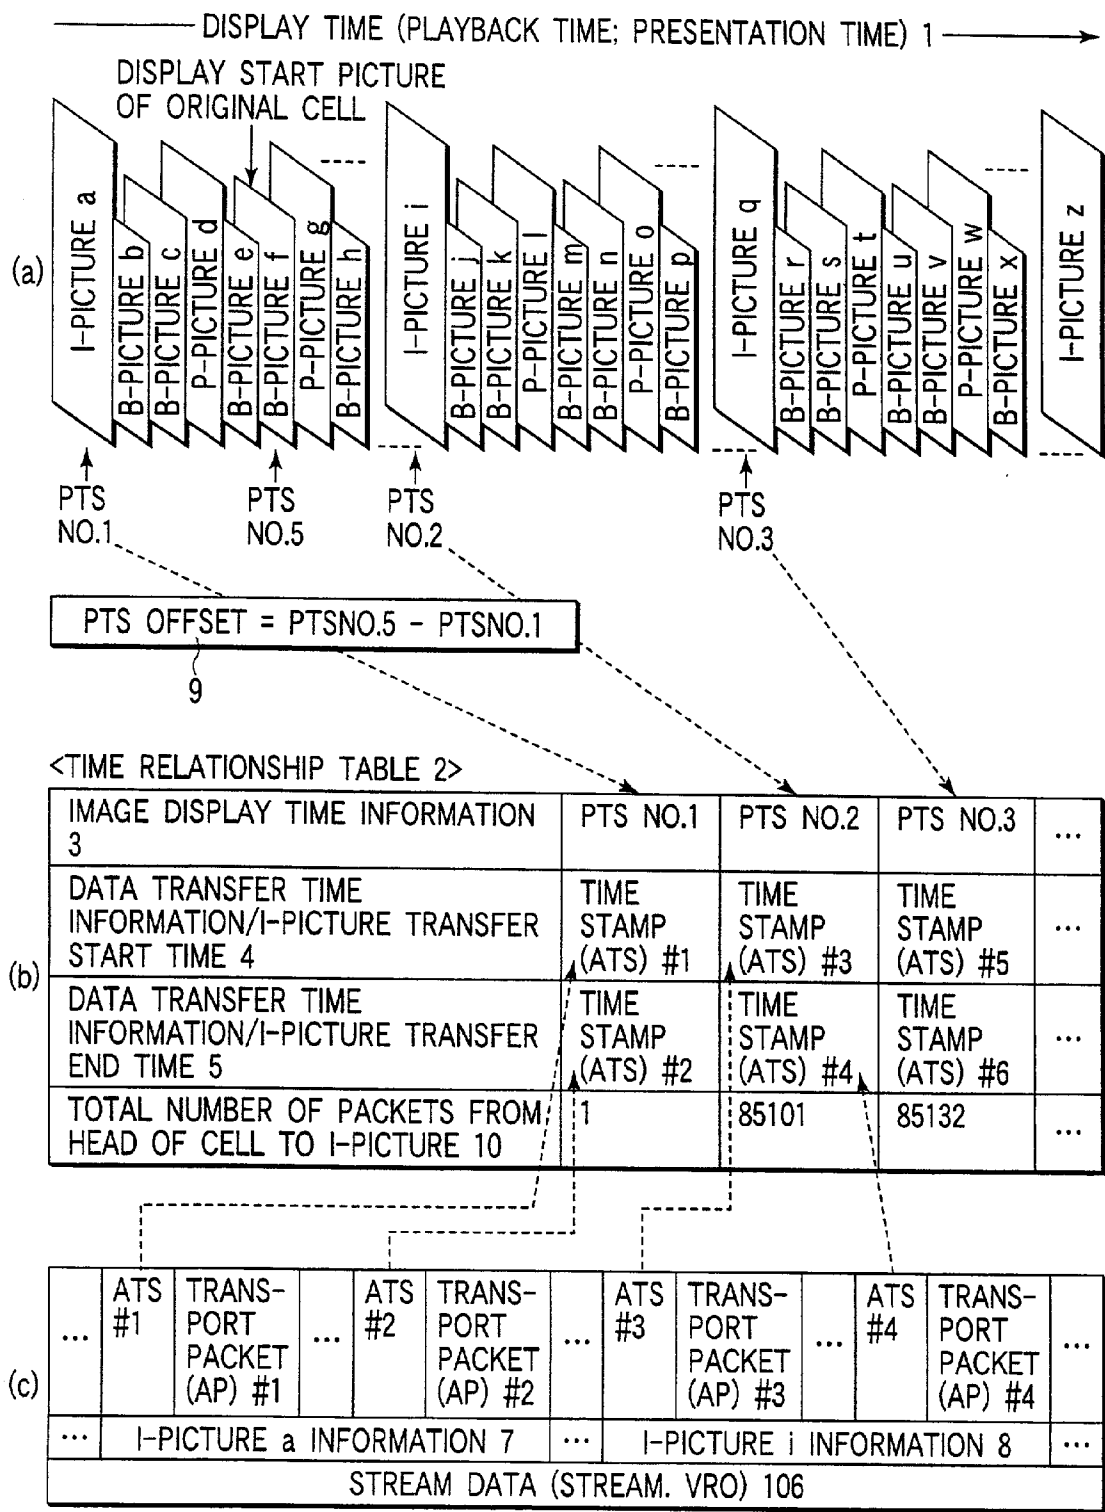 DISPLAY TIME (PLAYBACK TIME; PRESENTATION TIME) 1
DISPLAY START PICTURE
OF ORIGINAL CELL
(a)
I-PICTURE a
B-PICTURE b
B-PICTURE c
P-PICTURE d
B-PICTURE e
B-PICTURE f
P-PICTURE g
B-PICTURE h
I-PICTURE i
B-PICTURE j
B-PICTURE k
P-PICTURE l
B-PICTURE m
B-PICTURE n
P-PICTURE o
B-PICTURE p
I-PICTURE q
B-PICTURE r
B-PICTURE s
P-PICTURE t
B-PICTURE u
B-PICTURE v
P-PICTURE w
B-PICTURE x
I-PICTURE z
PTS
NO.1
PTS
NO.5
PTS
NO.2
PTS
NO.3
PTS OFFSET = PTSNO.5 - PTSNO.1
9
<TIME RELATIONSHIP TABLE 2>
(b)
IMAGE DISPLAY TIME INFORMATION
3
PTS NO.1
PTS NO.2
PTS NO.3
...
DATA TRANSFER TIME
INFORMATION/I-PICTURE TRANSFER
START TIME 4
TIME
STAMP
(ATS) #1
TIME
STAMP
(ATS) #3
TIME
STAMP
(ATS) #5
...
DATA TRANSFER TIME
INFORMATION/I-PICTURE TRANSFER
END TIME 5
TIME
STAMP
(ATS) #2
TIME
STAMP
(ATS) #4
TIME
STAMP
(ATS) #6
...
TOTAL NUMBER OF PACKETS FROM
HEAD OF CELL TO I-PICTURE 10
1
85101
85132
...
(c)
...
ATS
#1
TRANS-
PORT
PACKET
(AP) #1
...
ATS
#2
TRANS-
PORT
PACKET
(AP) #2
...
ATS
#3
TRANS-
PORT
PACKET
(AP) #3
...
ATS
#4
TRANS-
PORT
PACKET
(AP) #4
...
... I-PICTURE a INFORMATION 7 ... I-PICTURE i INFORMATION 8 ...
STREAM DATA (STREAM. VRO) 106